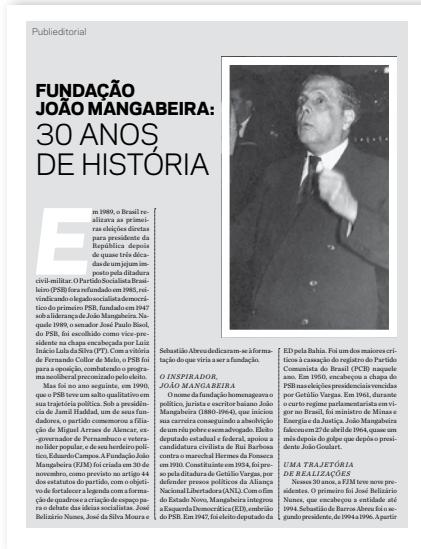 Publieditorial
FUNDAÇÃO
JOÃO MANGABEIRA:
30 ANOS
DE HISTÓRIA
Em 1989, o Brasil re-
alizava as primei-
ras eleições diretas
para presidente da
República depois
de quase três déca-
das de um jejum im-
posto pela ditadura
civil-militar. O Partido Socialista Brasi-
leiro (PSB) fora refundado em 1985, rei-
vindicando o legado socialdemocrá-
tico do primeiro PSB, fundado em 1947
sob a liderança de João Mangabeira. Na-
quele 1989, o senador José Paulo Bisol,
do PSB, foi escolhido como vice-pre-
sidente na chapa encabeçada por Luiz
Inácio Lula da Silva (PT). Com a vitória
de Fernando Collor de Melo, o PSB foi
para a oposição, combatendo o progra-
ma neoliberal preconizado pelo eleito.
Mas foi no ano seguinte, em 1990,
que o PSB teve um salto qualitativo em
sua trajetória política. Sob a presidên-
cia de Jamil Haddad, um de seus fun-
dadores, o partido comemorou a filia-
ção de Miguel Arraes de Alencar, ex-
-governador de Pernambuco e vetera-
no líder popular, e de seu herdeiro polí-
tico, Eduardo Campos. A Fundação João
Mangabeira (FJM) foi criada em 30 de
novembro, como previsto no artigo 44
dos estatutos do partido, com o objeti-
vo de fortalecer a legenda com a forma-
ção de quadros e a criação de espaço pa-
ra o debate das ideias socialistas. José
Belizário Nunes, José da Silva Moura e
Sebastião Abreu dedicaram-se à forma-
tação do que viria a ser a fundação.
O INSPIRADOR,
JOÃO MANGABEIRA
O nome da fundação homenageava o
político, jurista e escritor baiano João
Mangabeira (1880-1964), que iniciou
sua carreira conseguindo a absolvição
de um réu pobre e sem advogado. Eleito
deputado estadual e federal, apoiou a
candidatura civilista de Rui Barbosa
contra o marechal Hermes da Fonseca
em 1910. Constituinte em 1934, foi pre-
so pela ditadura de Getúlio Vargas, por
defender presos políticos da Aliança
Nacional Libertadora (ANL). Com o fim
do Estado Novo, Mangabeira integrou
a Esquerda Democrática (ED), embrião
do PSB. Em 1947, foi eleito deputado da
ED pela Bahia. Foi um dos maiores crí-
ticos à cassação do registro do Partido
Comunista do Brasil (PCB) naquele
ano. Em 1950, encabeçou a chapa do
PSB nas eleições presidenciais vencidas
por Getúlio Vargas. Em 1961, durante
o curto regime parlamentarista em vi-
gor no Brasil, foi ministro de Minas e
Energia e da Justiça. João Mangabeira
faleceu em 27 de abril de 1964, quase um
mês depois do golpe que depôs o presi-
dente João Goulart.
UMA TRAJETÓRIA
DE REALIZAÇÕES
Nesses 30 anos, a FJM teve nove pre-
sidentes. O primeiro foi José Belizário
Nunes, que encabeçou a entidade até
1994. Sebastião de Barros Abreu foi o se-
gundo presidente, de 1994 a 1996. A partir